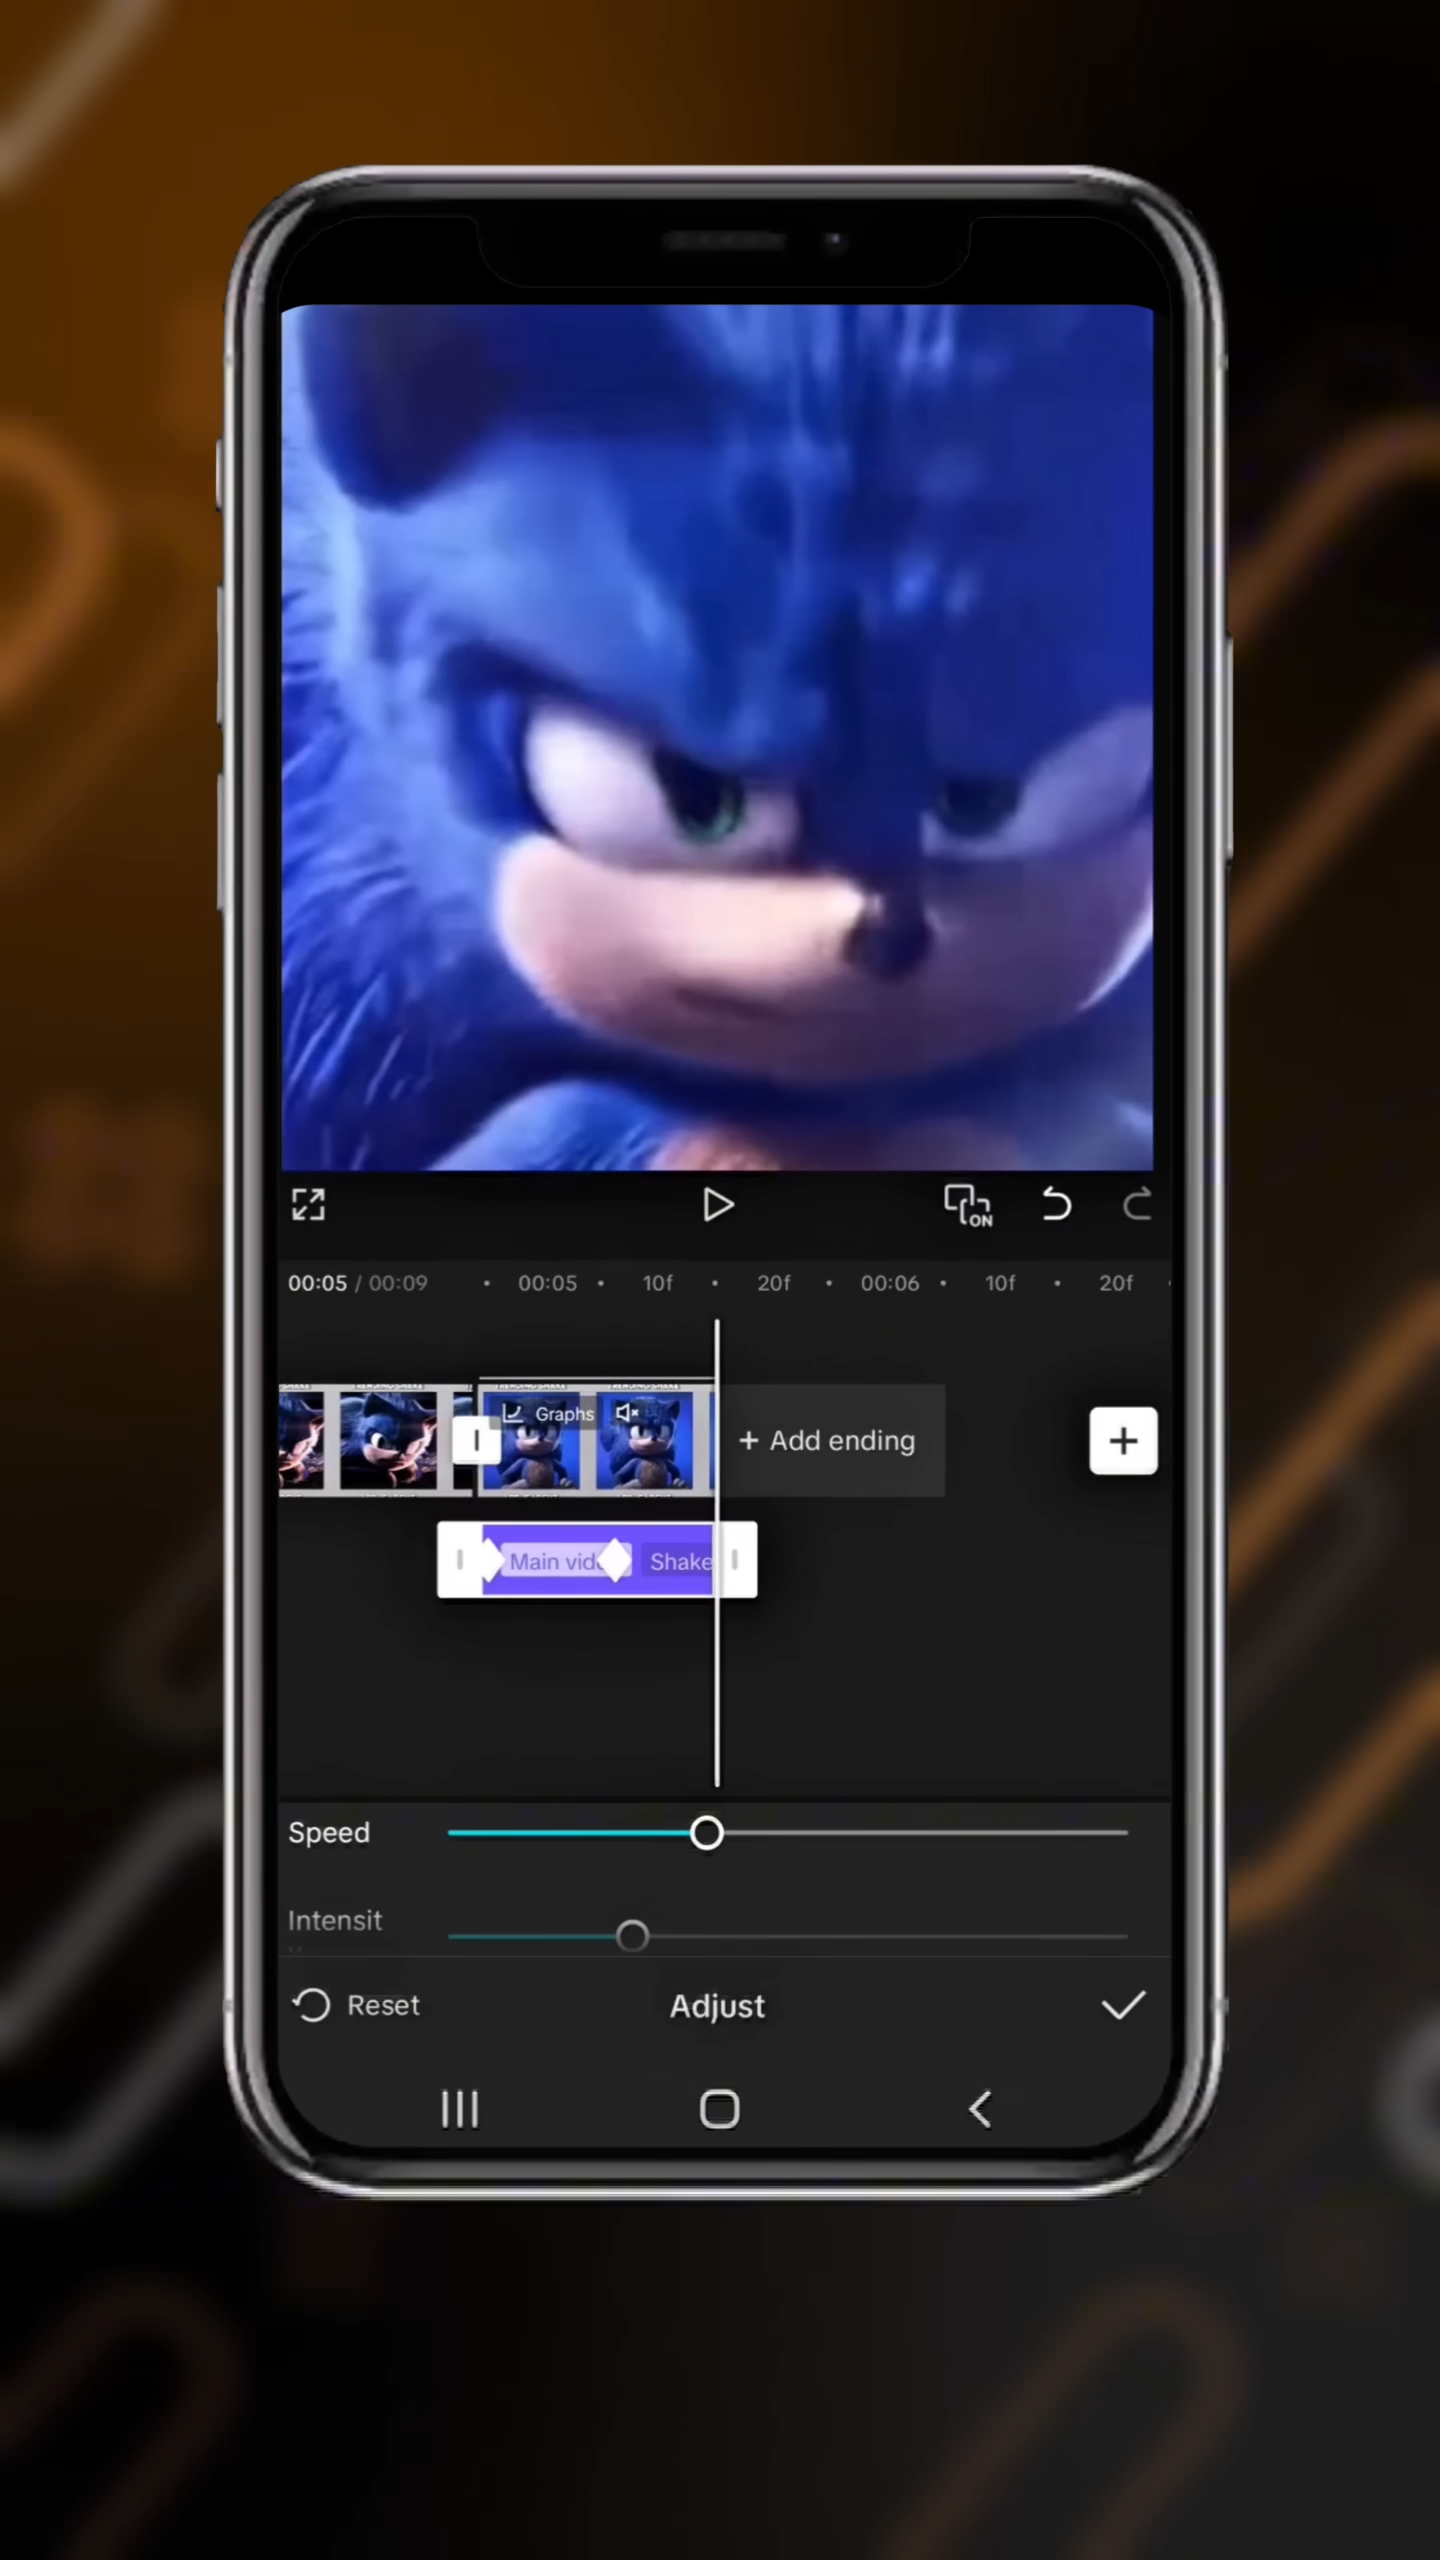 ON
00:05 / 00:09 • 00:05 • 10f • 20f • 00:06 • 10f • 20f
Graphs
+ Add ending
+
Main vid
Shake
Speed
Intensit
Reset
Adjust